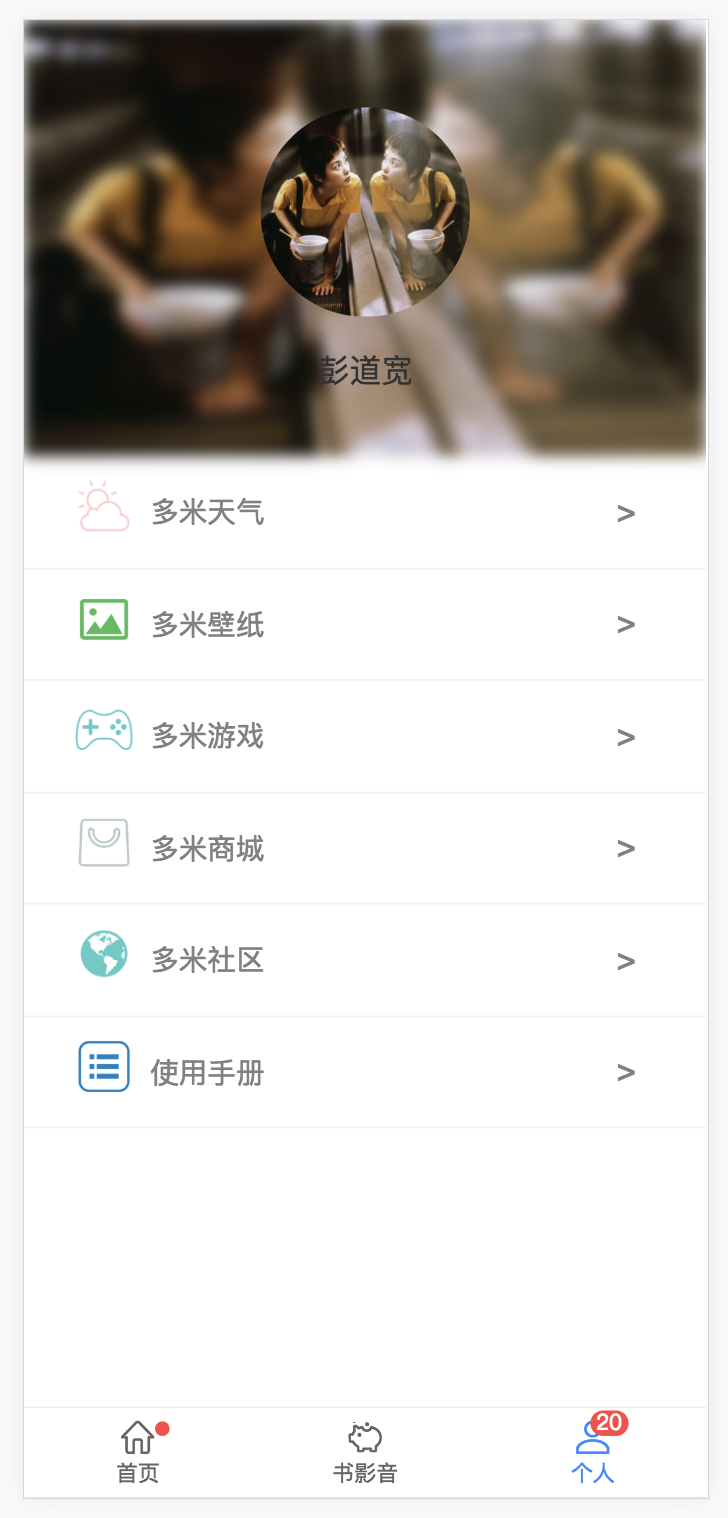 彭道宽
多米天气 >
多米壁纸 >
多米游戏 >
多米商城 >
多米社区 >
使用手册 >
20
首页 书影音 个人